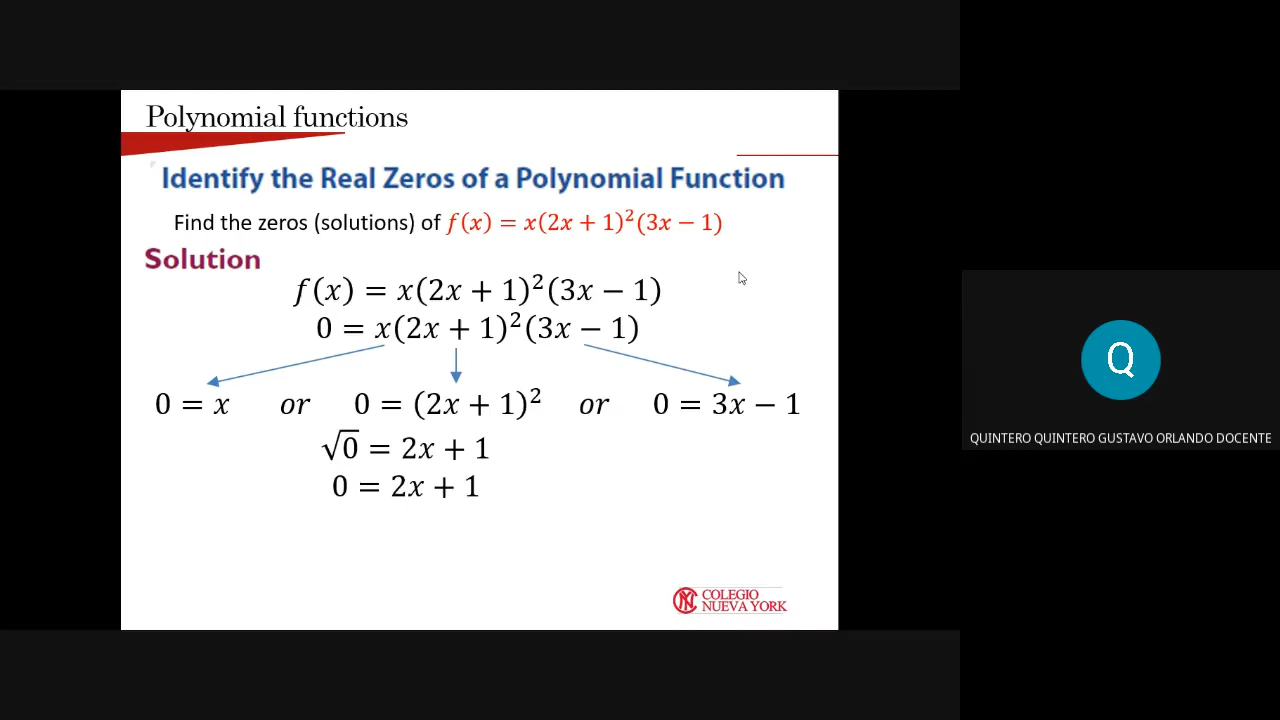 Polynomial functions
Identify the Real Zeros of a Polynomial Function
Find the zeros (solutions) of f(x) = x(2x + 1)²(3x − 1)
Solution
f(x) = x(2x + 1)²(3x − 1)
0 = x(2x + 1)²(3x − 1)
0 = x or 0 = (2x + 1)² or 0 = 3x − 1
√0 = 2x + 1
0 = 2x + 1
COLEGIO
NUEVA YORK
Q
QUINTERO QUINTERO GUSTAVO ORLANDO DOCENTE